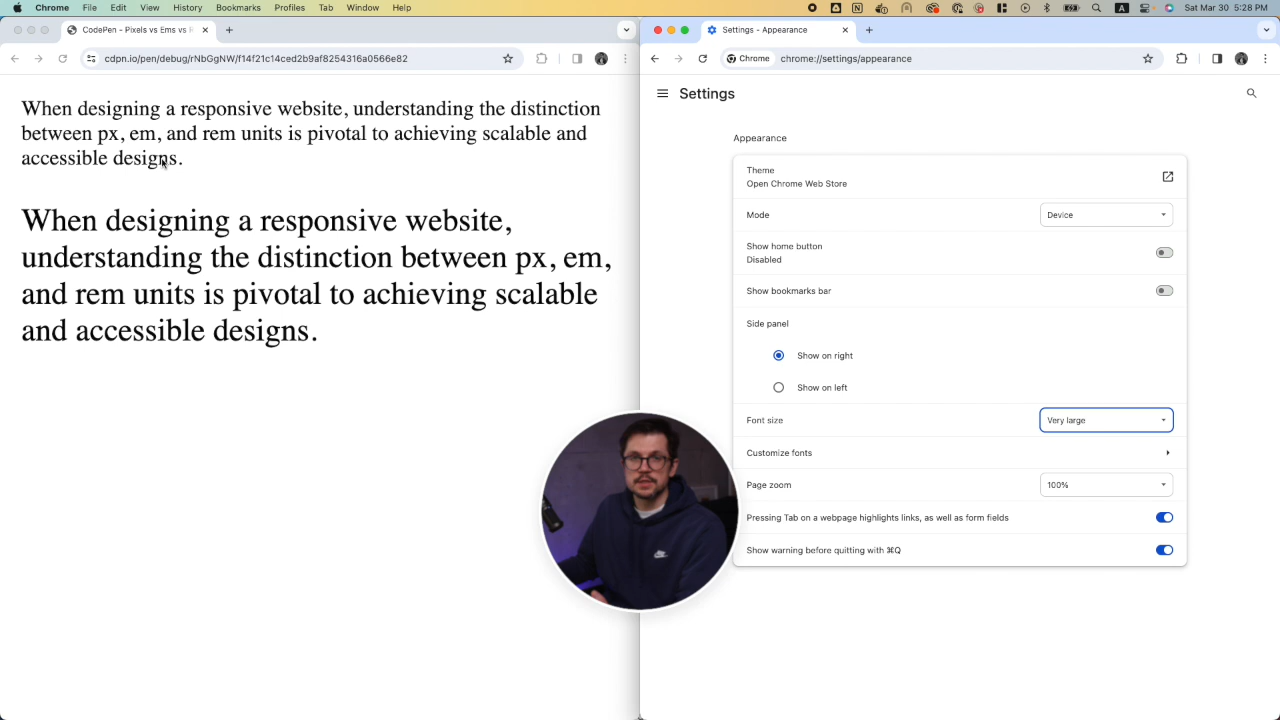 Chrome File Edit View History Bookmarks Profiles Tab Window Help
Sat Mar 30 5:28 PM
cdpn.io/pen/debug/rNbGgNW/f14f21c14ced2b9af8254316a0566e82
When designing a responsive website, understanding the distinction
between px, em, and rem units is pivotal to achieving scalable and
accessible designs.
When designing a responsive website,
understanding the distinction between px, em,
and rem units is pivotal to achieving scalable
and accessible designs.
CodePen - Pixels vs Ems vs
Settings - Appearance
Chrome chrome://settings/appearance
Settings
Appearance
Theme
Open Chrome Web Store
Mode Device
Show home button
Disabled
Show bookmarks bar
Side panel
Show on right
Show on left
Font size Very large
Customize fonts
Page zoom 100%
Pressing Tab on a webpage highlights links, as well as form fields
Show warning before quitting with ⌘Q